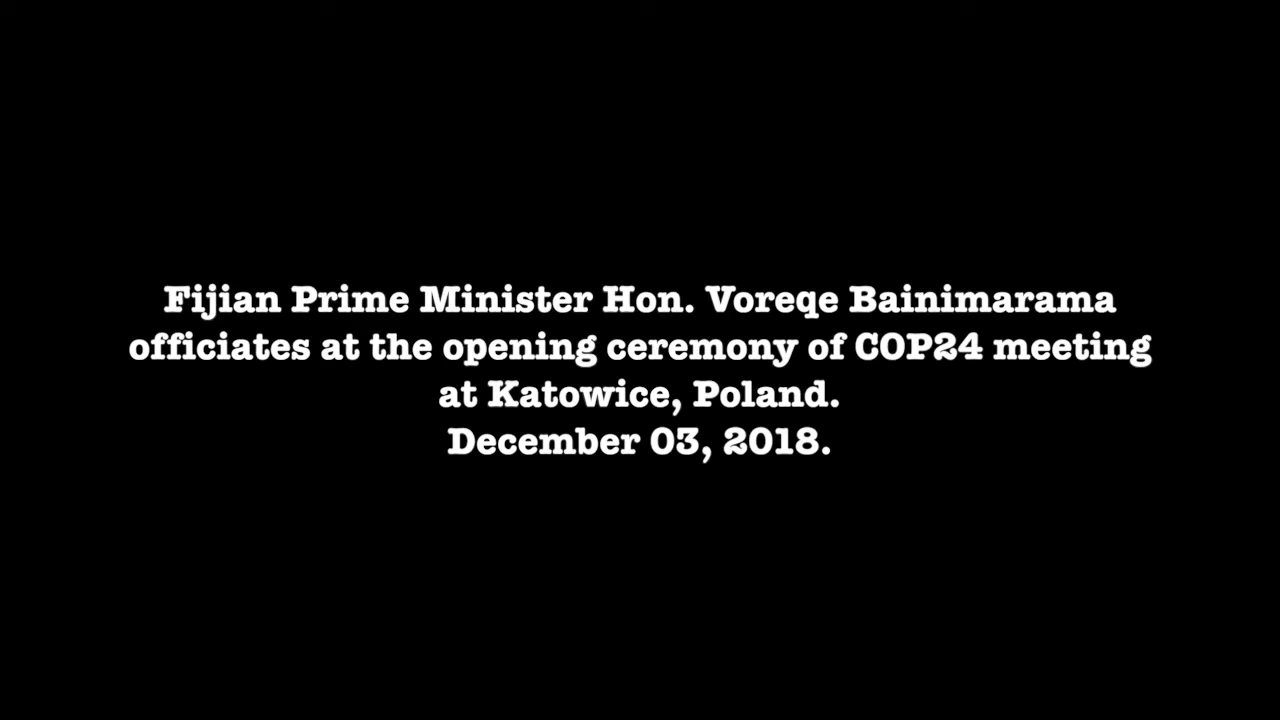 Fijian Prime Minister Hon. Voreqe Bainimarama
officiates at the opening ceremony of COP24 meeting
at Katowice, Poland.
December 03, 2018.